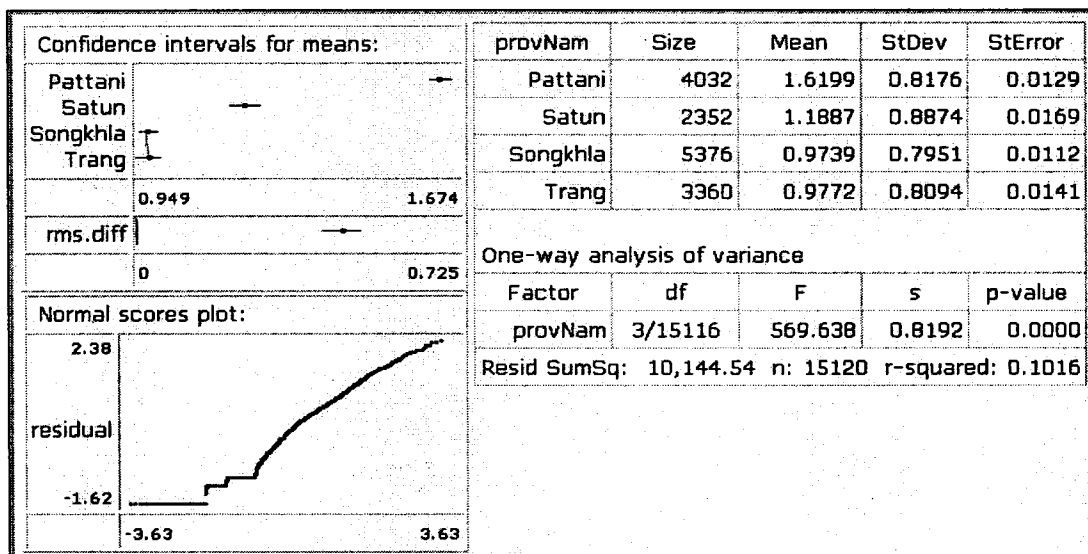 Confidence intervals for means:
Pattani
Satun
Songkhla
Trang
0.949 1.674
rms.diff
0 0.725
Normal scores plot:
2.38
residual
-1.62
-3.63 3.63
provNam Size Mean StDev StError
Pattani 4032 1.6199 0.8176 0.0129
Satun 2352 1.1887 0.8874 0.0169
Songkhla 5376 0.9739 0.7951 0.0112
Trang 3360 0.9772 0.8094 0.0141
One-way analysis of variance
Factor df F s p-value
provNam 3/15116 569.638 0.8192 0.0000
Resid SumSq: 10,144.54 n: 15120 r-squared: 0.1016